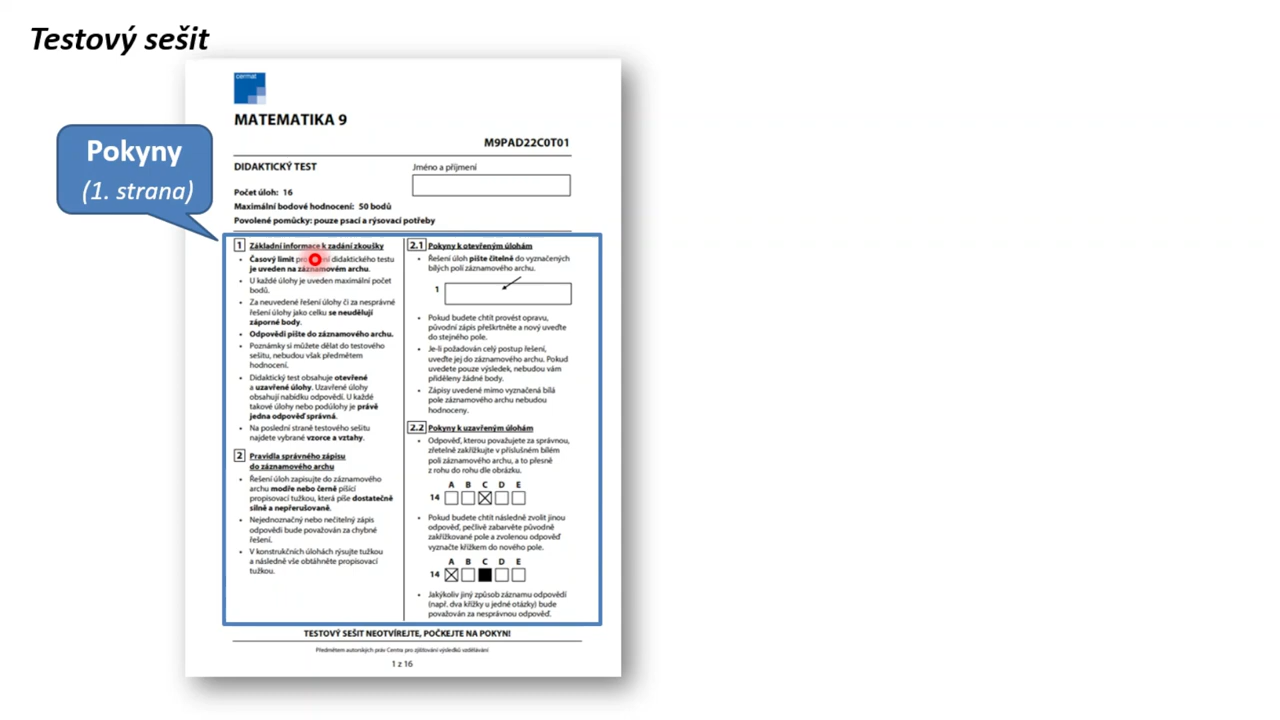 Testový sešit
Pokyny
(1. strana)
cermat
MATEMATIKA 9
M9PAD22C0T01
DIDAKTICKÝ TEST
Jméno a příjmení
Počet úloh: 16
Maximální bodové hodnocení: 50 bodů
Povolené pomůcky: pouze psací a rýsovací potřeby
1 Základní informace k zadání zkoušky
• Časový limit pro didaktického testu
je uveden na záznamovém archu.
• U každé úlohy je uveden maximální počet
bodů.
• Za neuvedené řešení úlohy či za nesprávné
řešení úlohy jako celku se neudělují
záporné body.
• Odpovědi pište do záznamového archu.
• Poznámky si můžete dělat do testového
sešitu, nebudou však předmětem
hodnocení.
• Didaktický test obsahuje otevřené
a uzavřené úlohy. Uzavřené úlohy
obsahují nabídku odpovědí. U každé
takové úlohy nebo podúlohy je právě
jedna odpověď správná.
• Na poslední straně testového sešitu
najdete vybrané vzorce a vztahy.
2 Pravidla správného zápisu
do záznamového archu
• Řešení úloh zapisujte do záznamového
archu modře nebo černě píšící
propisovací tužkou, která píše dostatečně
silně a nepřerušovaně.
• Nejednoznačný nebo nečitelný zápis
odpovědi bude považován za chybné
řešení.
• V konstrukčních úlohách rýsujte tužkou
a následně vše obtáhněte propisovací
tužkou.
2.1 Pokyny k otevřeným úlohám
• Řešení úloh pište čitelně do vyznačených
bílých polí záznamového archu.
1
• Pokud budete chtít provést opravu,
původní zápis přeškrtněte a nový uveďte
do stejného pole.
• Je-li požadován celý postup řešení,
uveďte jej do záznamového archu. Pokud
uvedete pouze výsledek, nebudou vám
přiděleny žádné body.
• Zápisy uvedené mimo vyznačená bílá
pole záznamového archu nebudou
hodnoceny.
2.2 Pokyny k uzavřeným úlohám
• Odpověď, kterou považujete za správnou,
zřetelně zakřížkujte v příslušném bílém
poli záznamového archu, a to přesně
z rohu do rohu dle obrázku.
A B C D E
14
• Pokud budete chtít následně zvolit jinou
odpověď, pečlivě zabarvěte původně
zakřížkované pole a zvolenou odpověď
vyznačte křížkem do nového pole.
A B C D E
14
• Jakýkoliv jiný způsob záznamu odpovědí
(např. dva křížky u jedné otázky) bude
považován za nesprávnou odpověď.
TESTOVÝ SEŠIT NEOTVÍREJTE, POČKEJTE NA POKYN!
Předmětem autorských práv Centra pro zjišťování výsledků vzdělávání
1 z 16